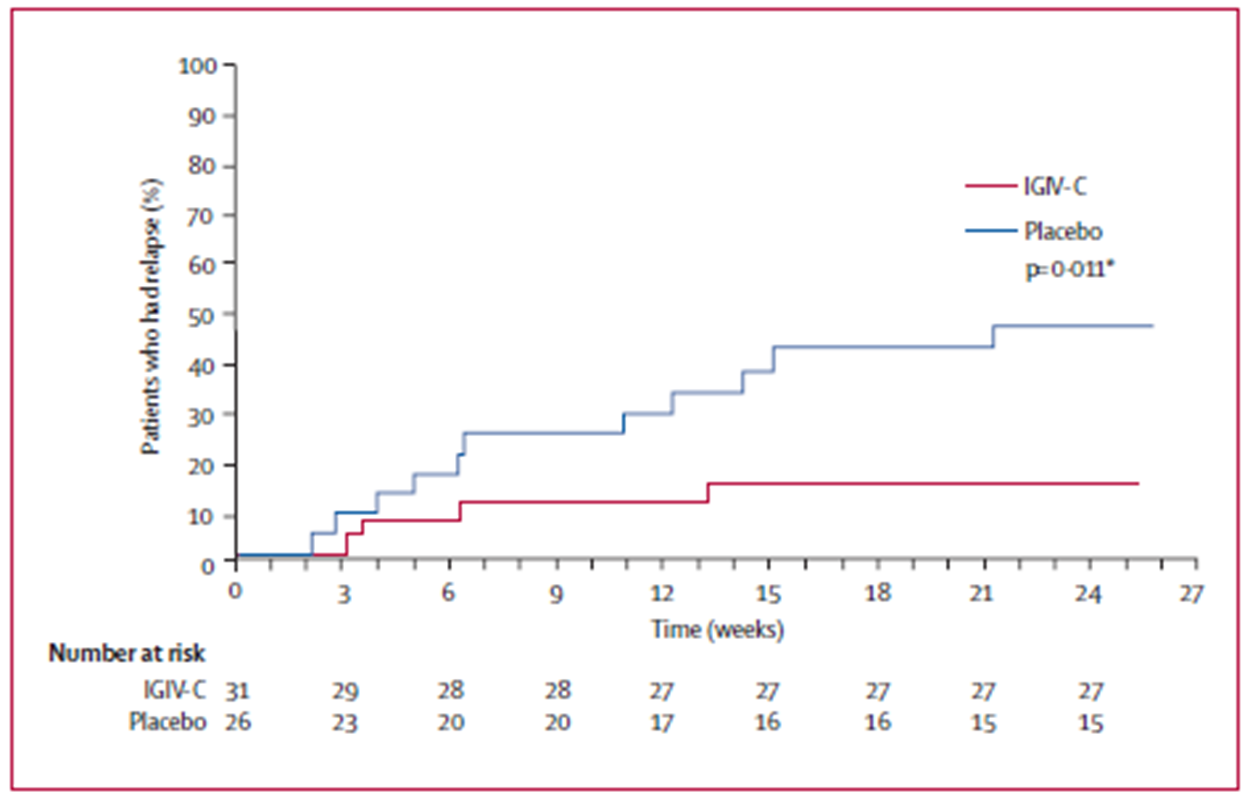 100
90
80
70
60
50
40
30
20
10
0
Patients who had relapse (%)
IGIV-C
Placebo
p=0·011*
0 3 6 9 12 15 18 21 24 27
Time (weeks)
Number at risk
IGIV-C 31 29 28 28 27 27 27 27 27
Placebo 26 23 20 20 17 16 16 15 15